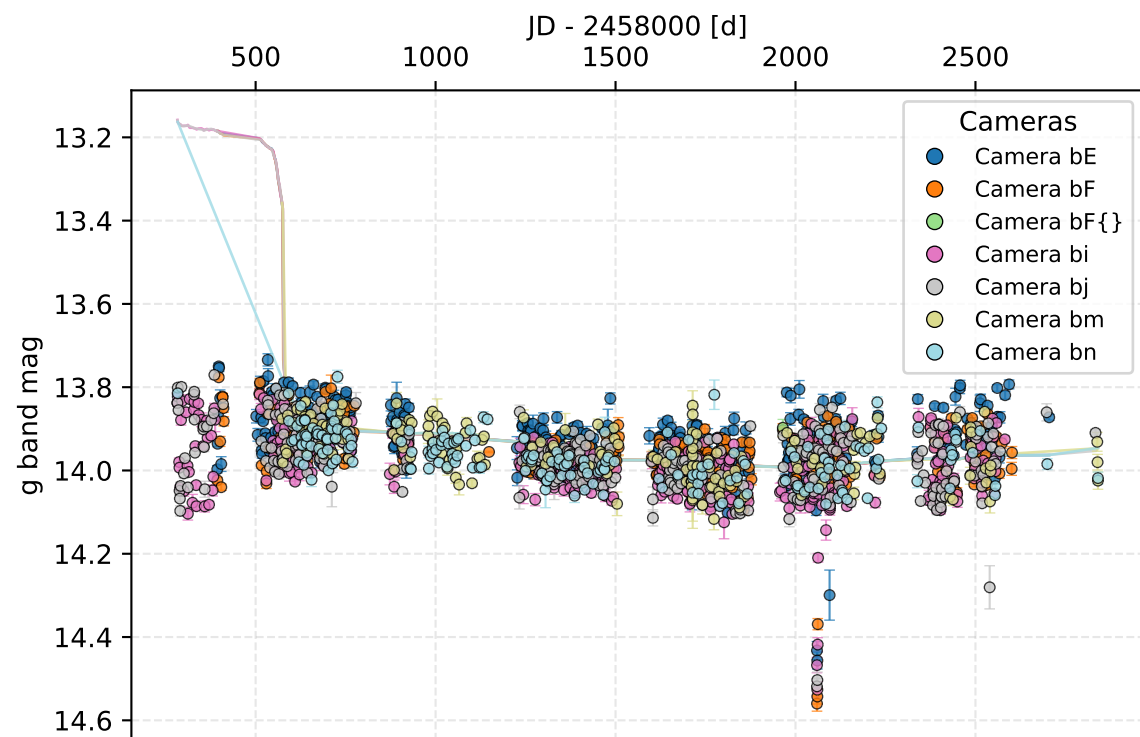 JD - 2458000 [d]
500 1000 1500 2000 2500
g band mag
13.2
13.4
13.6
13.8
14.0
14.2
14.4
14.6
Cameras
Camera bE
Camera bF
Camera bF{}
Camera bi
Camera bj
Camera bm
Camera bn